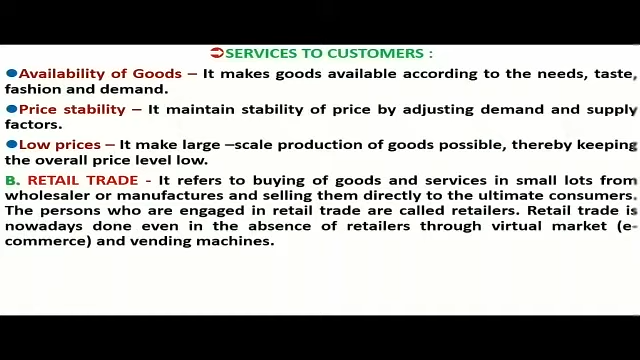 ➲SERVICES TO CUSTOMERS :
●Availability of Goods – It makes goods available according to the needs, taste,
fashion and demand.
●Price stability – It maintain stability of price by adjusting demand and supply
factors.
●Low prices – It make large –scale production of goods possible, thereby keeping
the overall price level low.
B. RETAIL TRADE - It refers to buying of goods and services in small lots from
wholesaler or manufactures and selling them directly to the ultimate consumers.
The persons who are engaged in retail trade are called retailers. Retail trade is
nowadays done even in the absence of retailers through virtual market (e-
commerce) and vending machines.